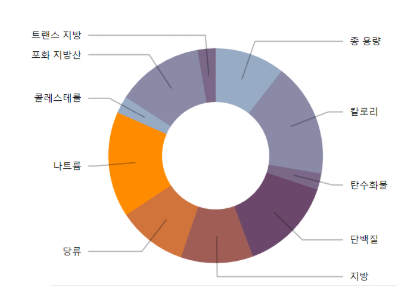 트랜스 지방
포화 지방산
콜레스테롤
나트륨
당류
중 용량
칼로리
탄수화물
단백질
지방